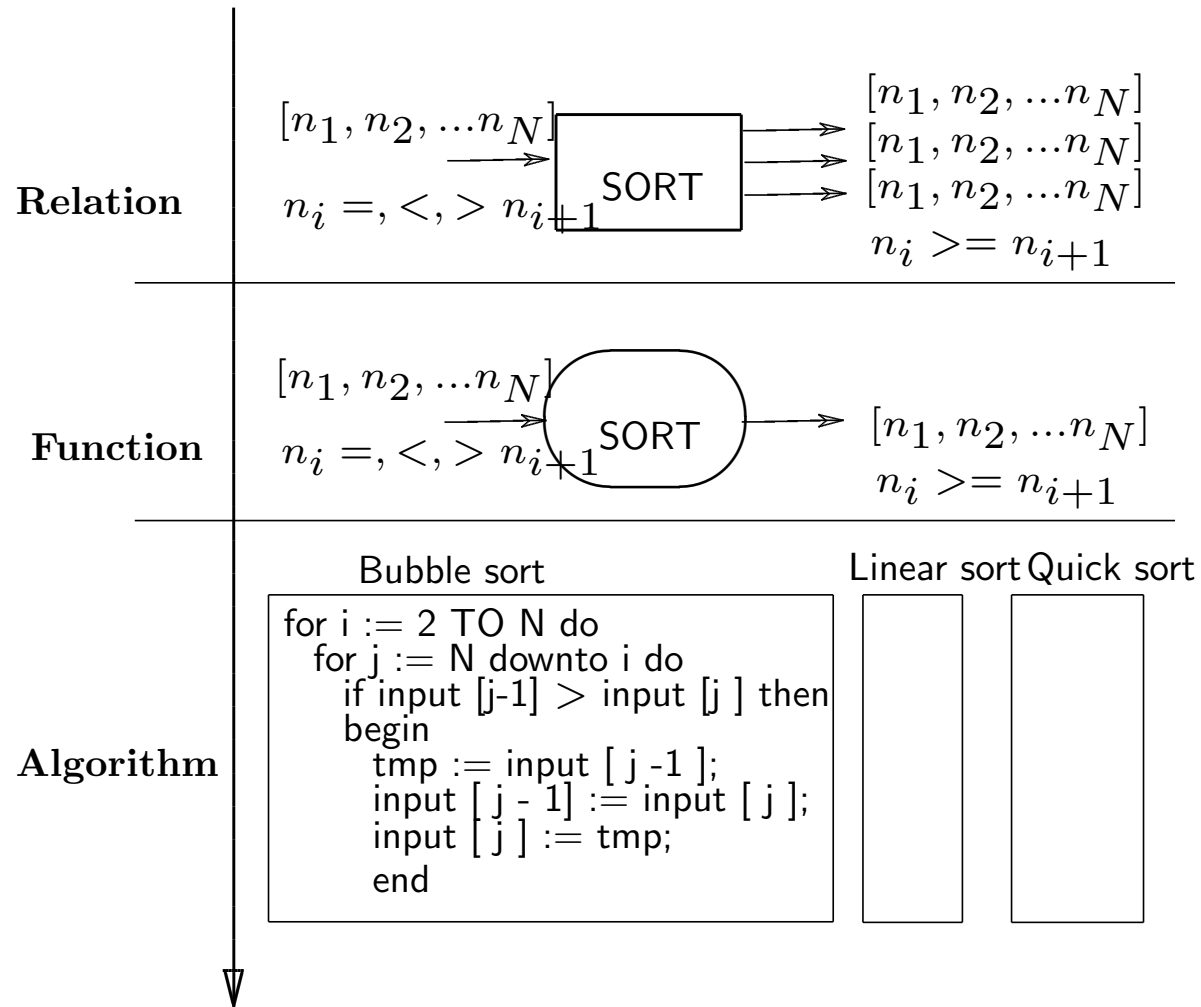 [n1, n2, ...nN]
ni =, <, > ni+1
SORT
[n1, n2, ...nN]
[n1, n2, ...nN]
[n1, n2, ...nN]
ni >= ni+1
Relation
[n1, n2, ...nN]
ni =, <, > ni+1
SORT
[n1, n2, ...nN]
ni >= ni+1
Function
Bubble sort
Linear sort
Quick sort
Algorithm
for i := 2 TO N do
for j := N downto i do
if input [j-1] > input [j ] then
begin
tmp := input [ j -1 ];
input [ j - 1] := input [ j ];
input [ j ] := tmp;
end